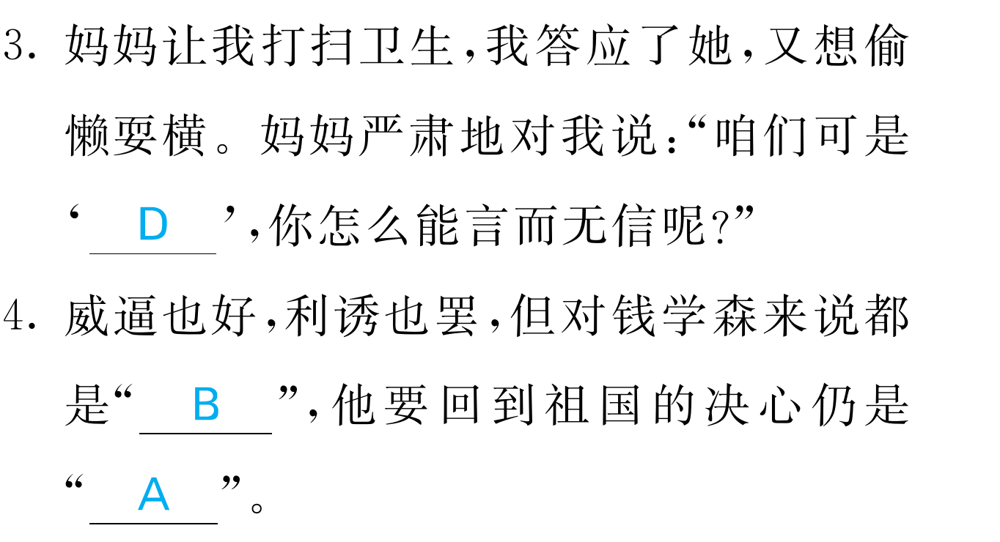 3. 妈妈让我打扫卫生,我答应了她,又想偷
懒耍横。妈妈严肃地对我说:“咱们可是
‘ D ’,你怎么能言而无信呢?”
4. 威逼也好,利诱也罢,但对钱学森来说都
是“ B ”,他要回到祖国的决心仍是
“ A ”。